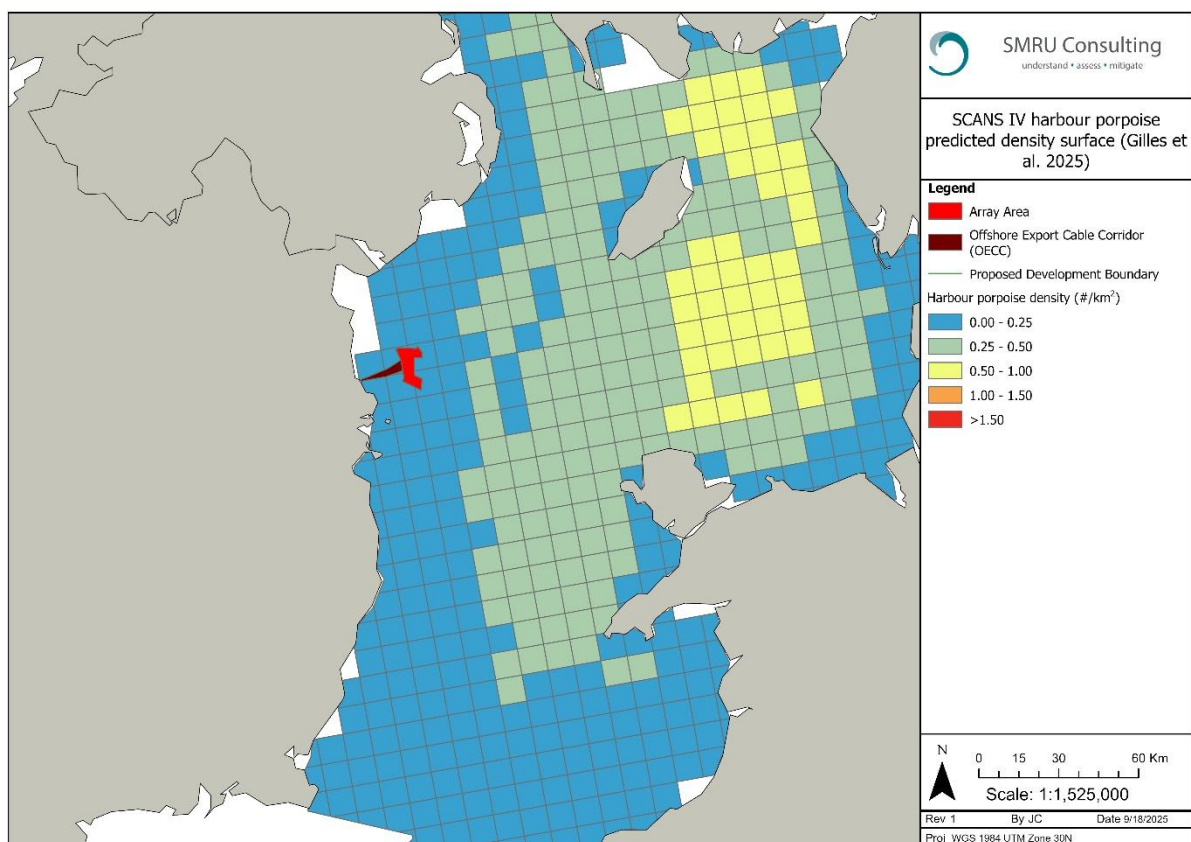 SMRU Consulting
understand • assess • mitigate
SCANS IV harbour porpoise
predicted density surface (Gilles et
al. 2025)
Legend
Array Area
Offshore Export Cable Corridor
(OECC)
Proposed Development Boundary
Harbour porpoise density (#/km²)
0.00 - 0.25
0.25 - 0.50
0.50 - 1.00
1.00 - 1.50
>1.50
N
0 15 30 60 Km
Scale: 1:1,525,000
Rev 1 By JC Date 9/18/2025
Proj WGS 1984 UTM Zone 30N